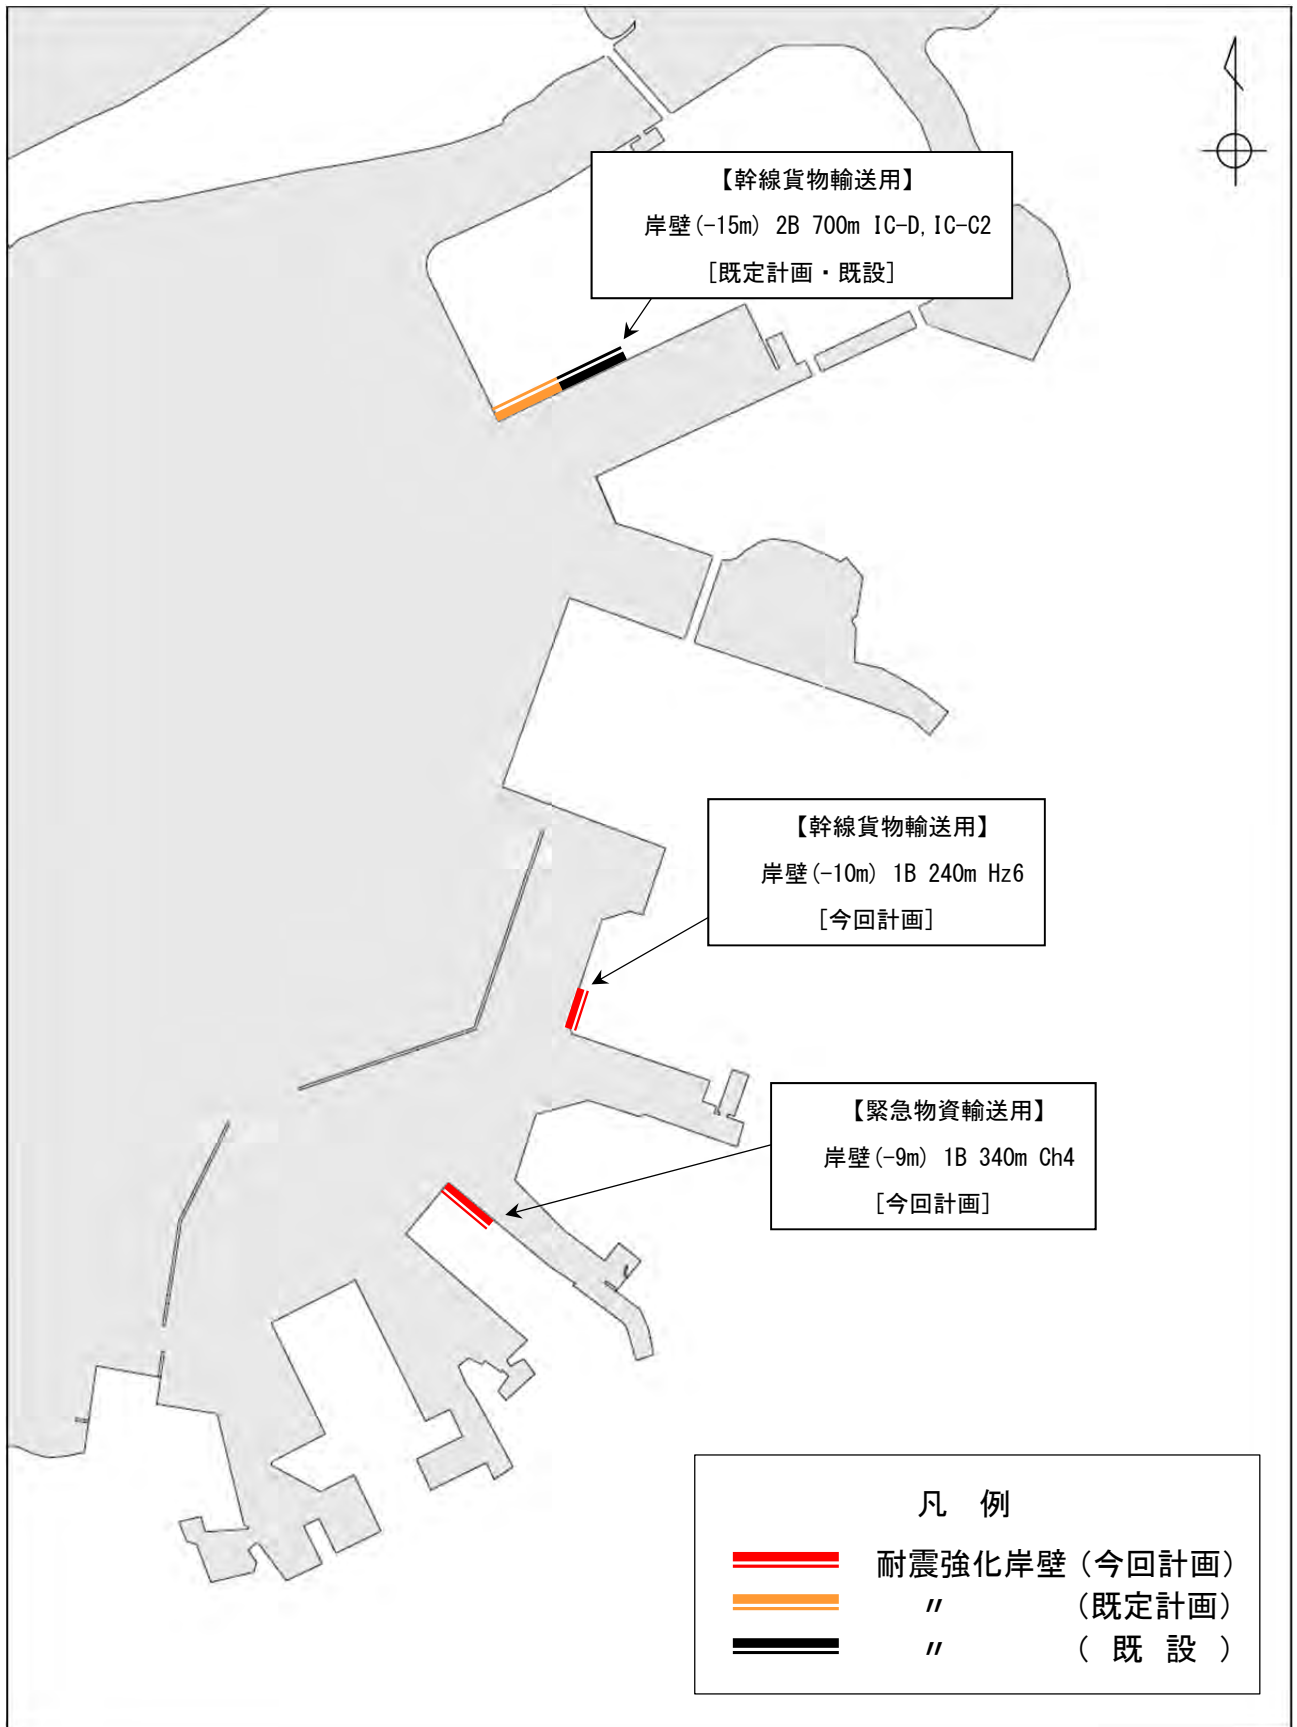 【幹線貨物輸送用】
岸壁(-15m) 2B 700m IC-D,IC-C2
[既定計画・既設]
【幹線貨物輸送用】
岸壁(-10m) 1B 240m Hz6
[今回計画]
【緊急物資輸送用】
岸壁(-9m) 1B 340m Ch4
[今回計画]
凡 例
耐震強化岸壁(今回計画)
〃 (既定計画)
〃 ( 既 設 )